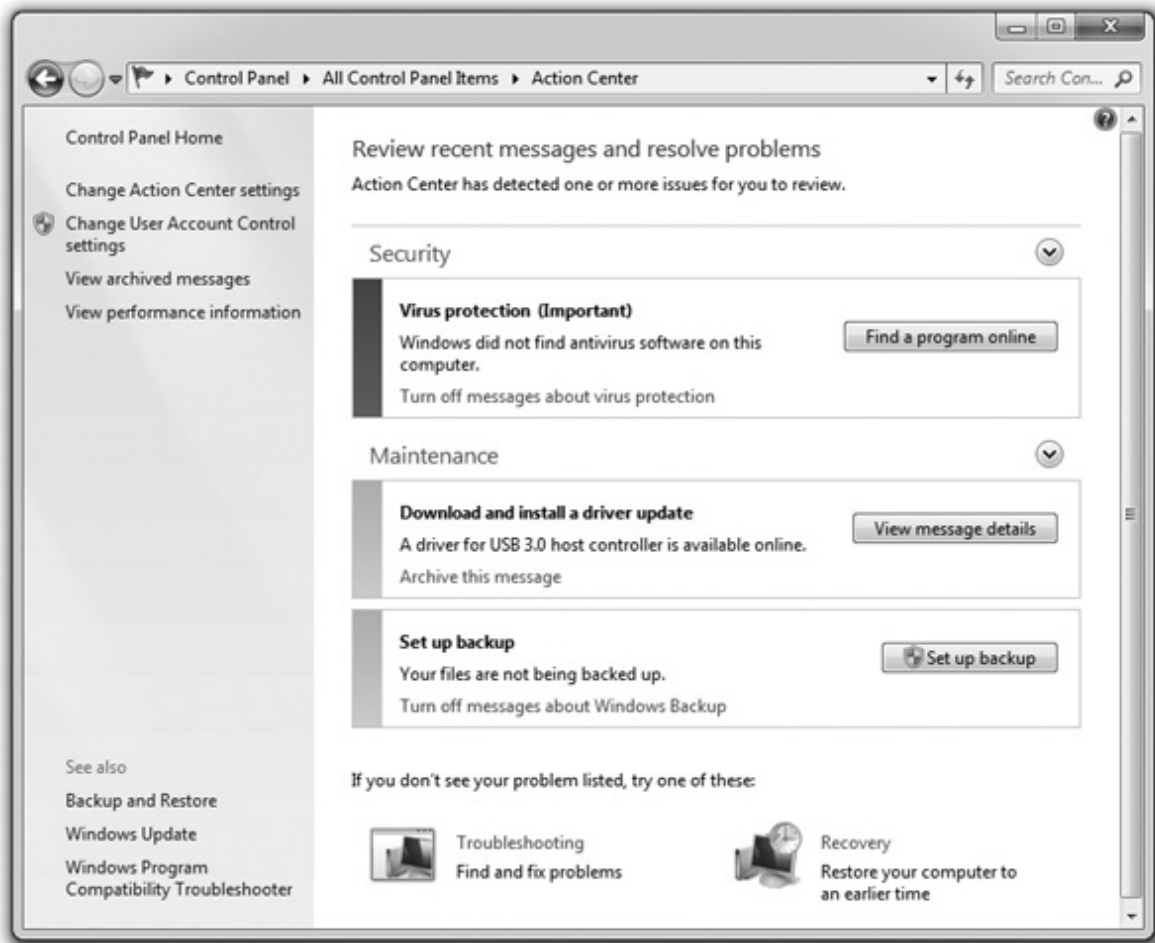 Control Panel ▸ All Control Panel Items ▸ Action Center
Search Con...
Control Panel Home
Change Action Center settings
Change User Account Control
settings
View archived messages
View performance information
See also
Backup and Restore
Windows Update
Windows Program
Compatibility Troubleshooter
Review recent messages and resolve problems
Action Center has detected one or more issues for you to review.
Security
Virus protection (Important)
Windows did not find antivirus software on this
computer.
Turn off messages about virus protection
Find a program online
Maintenance
Download and install a driver update
A driver for USB 3.0 host controller is available online.
Archive this message
View message details
Set up backup
Your files are not being backed up.
Turn off messages about Windows Backup
Set up backup
If you don't see your problem listed, try one of these:
Troubleshooting
Find and fix problems
Recovery
Restore your computer to
an earlier time